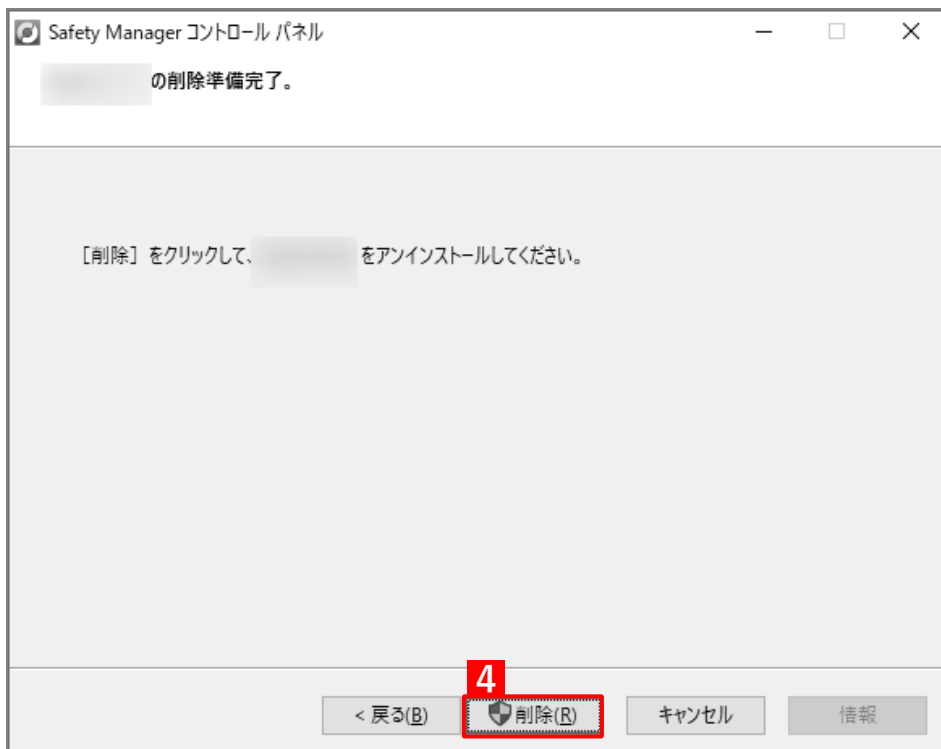 Safety Manager コントロール パネル
の削除準備完了。
[削除] をクリックして、 をアンインストールしてください。
4
< 戻る(B) 削除(R) キャンセル 情報